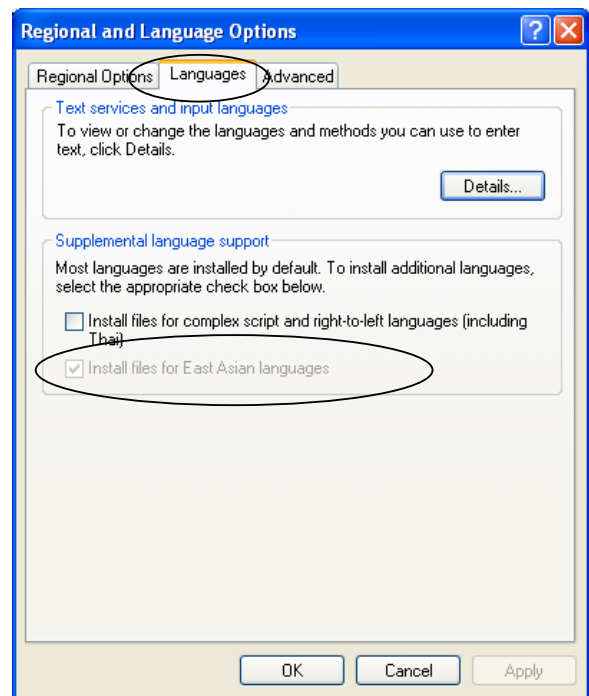 Regional and Language Options
Regional Options Languages Advanced
Text services and input languages
To view or change the languages and methods you can use to enter
text, click Details.
Details...
Supplemental language support
Most languages are installed by default. To install additional languages,
select the appropriate check box below.
Install files for complex script and right-to-left languages (including
Thai)
Install files for East Asian languages
OK Cancel Apply